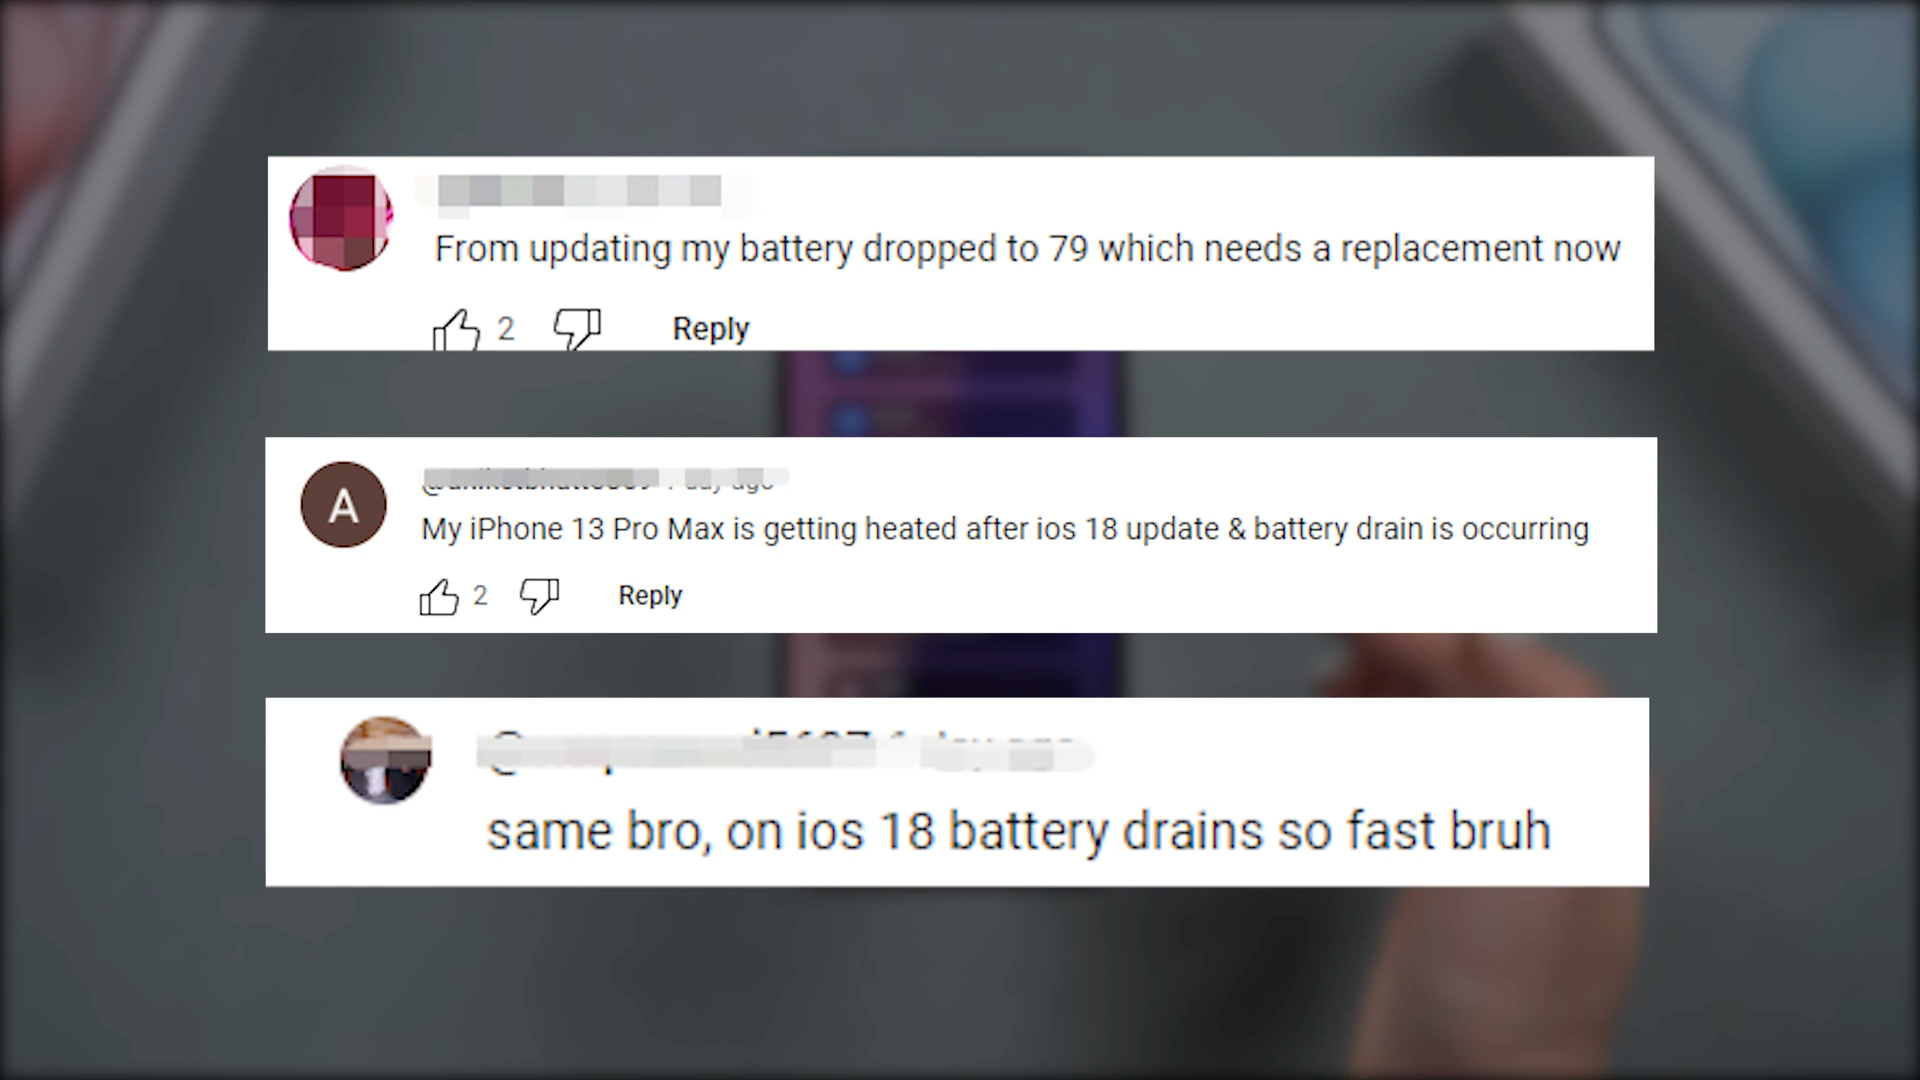 From updating my battery dropped to 79 which needs a replacement now
2 Reply
A
day ago
My iPhone 13 Pro Max is getting heated after ios 18 update & battery drain is occurring
2 Reply
same bro, on ios 18 battery drains so fast bruh